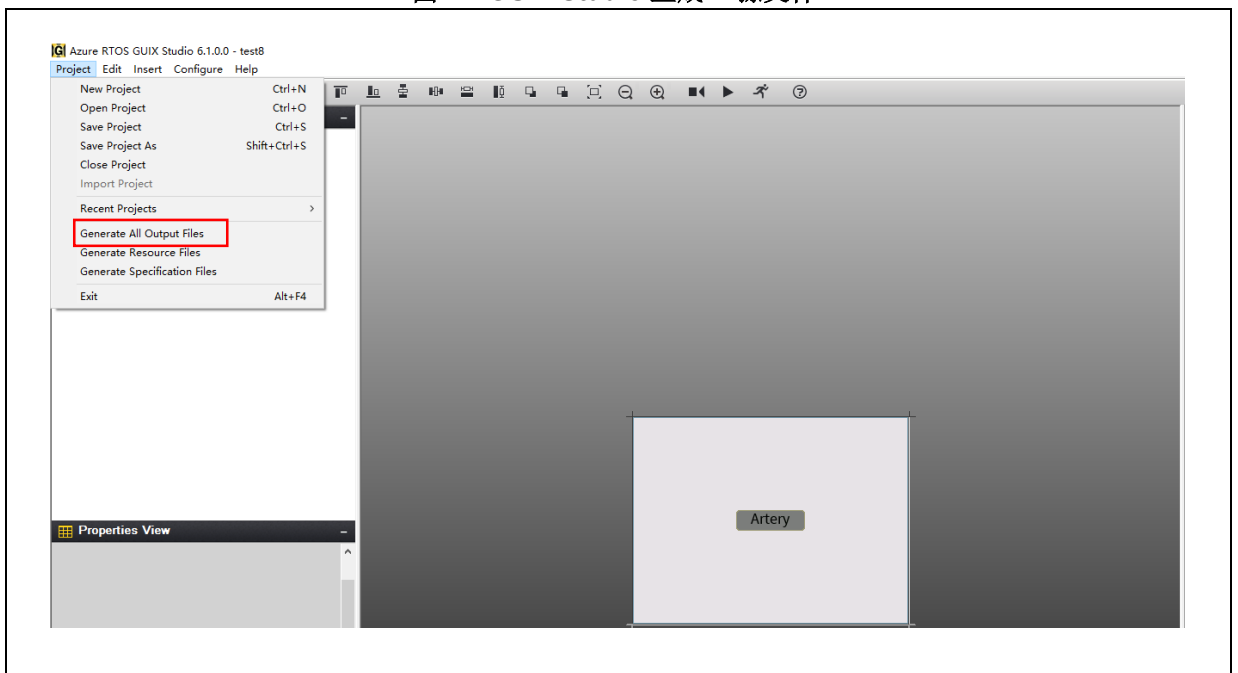 Azure RTOS GUIX Studio 6.1.0.0 - test8
Project Edit Insert Configure Help
New Project Ctrl+N
Open Project Ctrl+O
Save Project Ctrl+S
Save Project As Shift+Ctrl+S
Close Project
Import Project
Recent Projects >
Generate All Output Files
Generate Resource Files
Generate Specification Files
Exit Alt+F4
Artery
Properties View